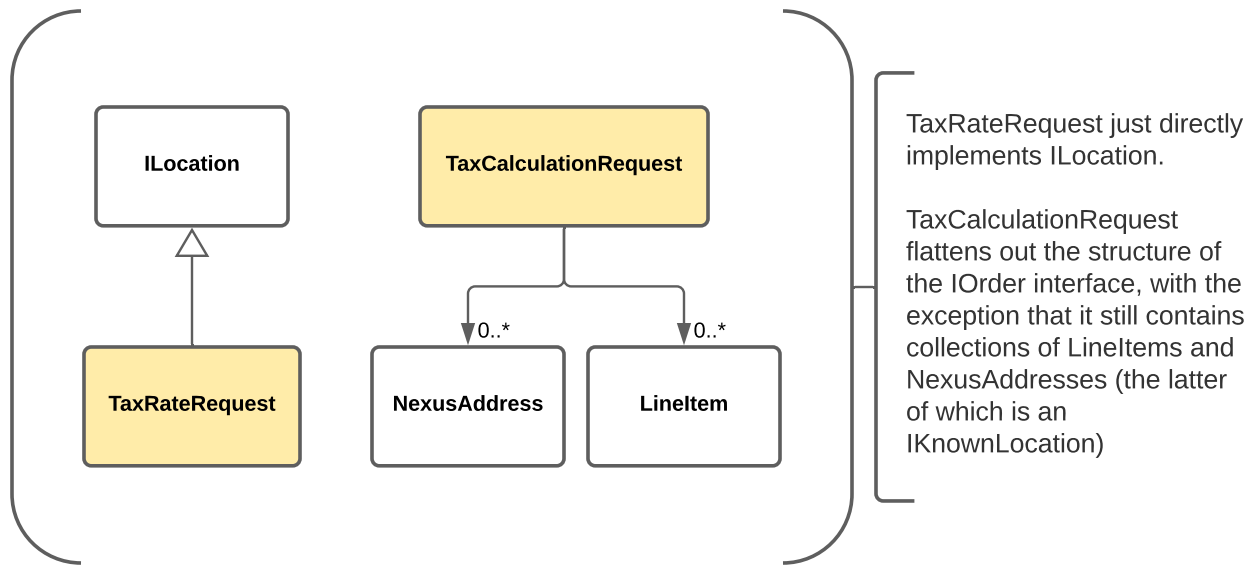 ILocation
TaxCalculationRequest
0..*
0..*
TaxRateRequest
NexusAddress
LineItem
TaxRateRequest just directly
implements ILocation.
TaxCalculationRequest
flattens out the structure of
the IOrder interface, with the
exception that it still contains
collections of LineItems and
NexusAddresses (the latter
of which is an
IKnownLocation)